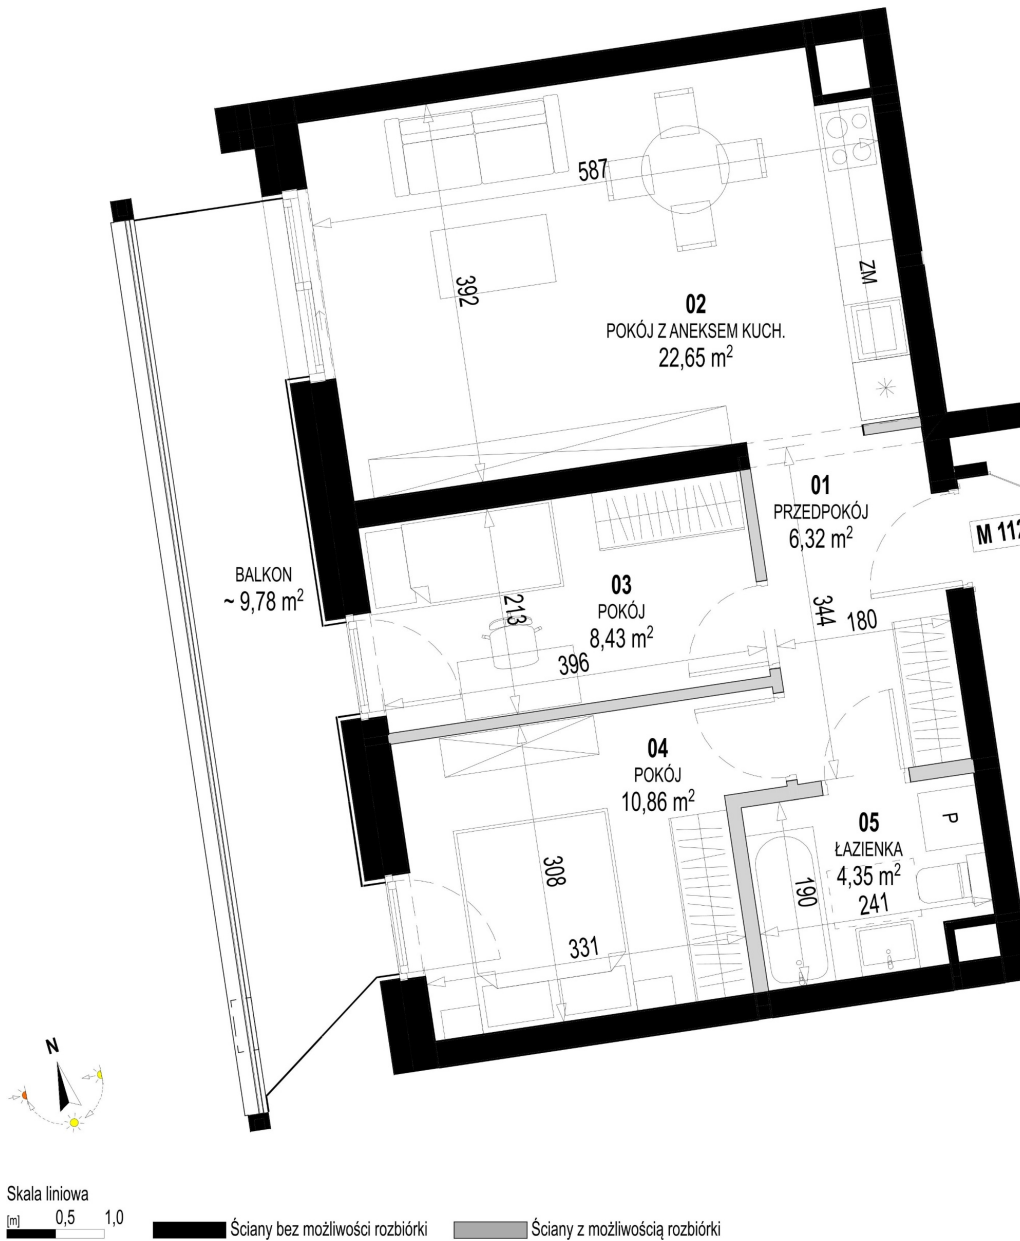 587
392
ZM
02
POKÓJ Z ANEKSEM KUCH.
22,65 m²
01
PRZEDPOKÓJ
6,32 m²
M 112
BALKON
~ 9,78 m²
03
POKÓJ
8,43 m²
213
396
344
180
04
POKÓJ
10,86 m²
05
ŁAZIENKA
4,35 m²
P
308
331
190
241
N
Skala liniowa
[m] 0,5 1,0
Ściany bez możliwości rozbiórki
Ściany z możliwością rozbiórki